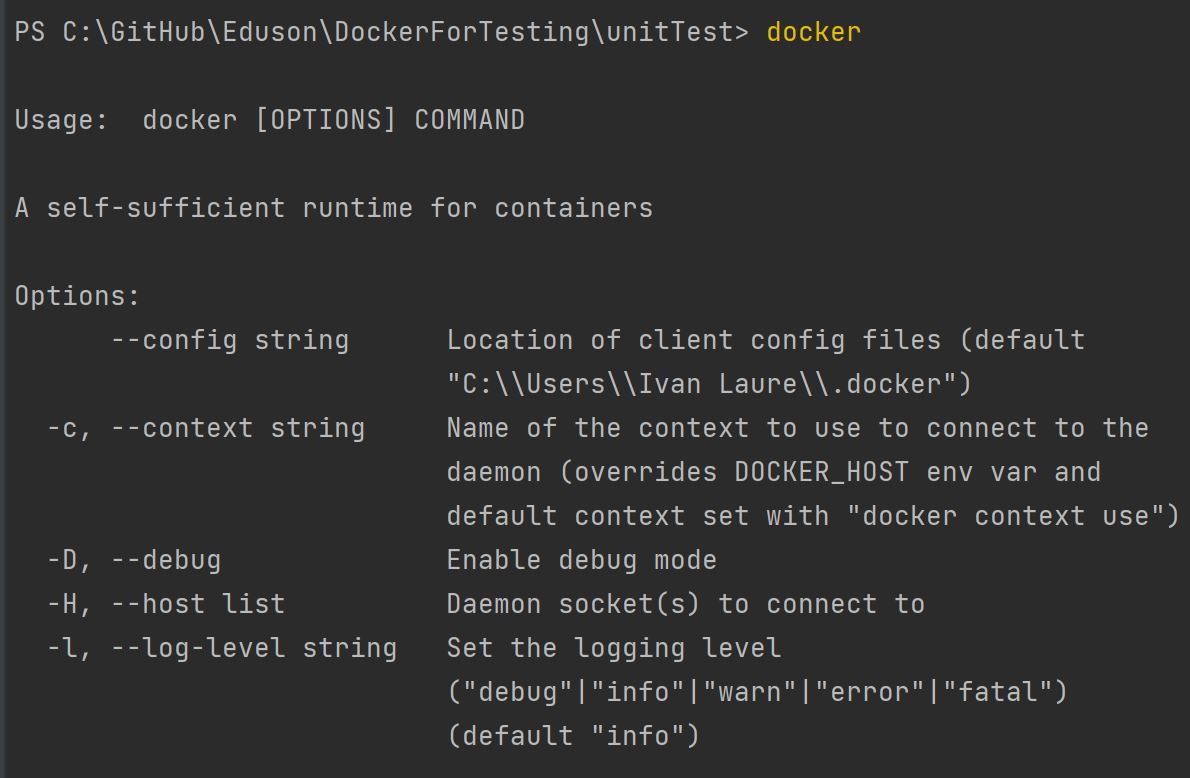 PS C:\GitHub\Eduson\DockerForTesting\unitTest> docker
Usage:  docker [OPTIONS] COMMAND
A self-sufficient runtime for containers
Options:
      --config string      Location of client config files (default
                           "C:\\Users\\Ivan Laure\\.docker")
  -c, --context string     Name of the context to use to connect to the
                           daemon (overrides DOCKER_HOST env var and
                           default context set with "docker context use")
  -D, --debug              Enable debug mode
  -H, --host list          Daemon socket(s) to connect to
  -l, --log-level string   Set the logging level
                           ("debug"|"info"|"warn"|"error"|"fatal")
                           (default "info")